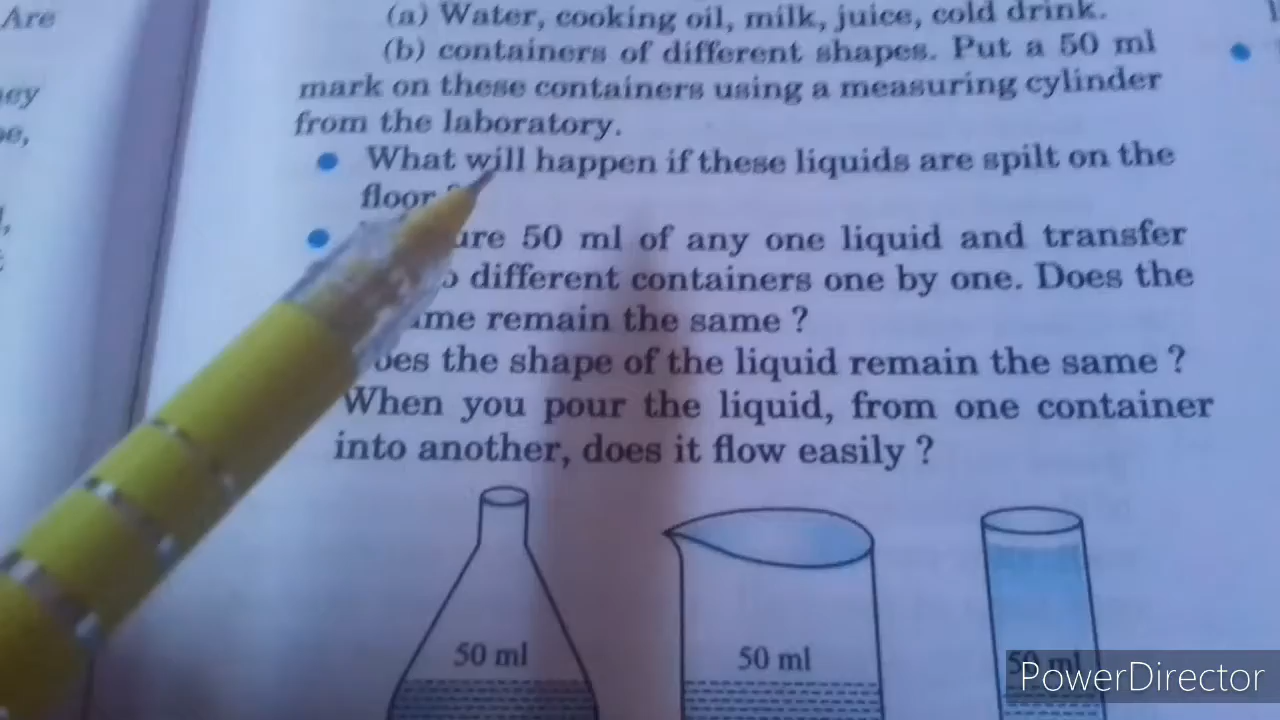 Are
(a) Water, cooking oil, milk, juice, cold drink.
(b) containers of different shapes. Put a 50 ml
mark on these containers using a measuring cylinder
from the laboratory.
What will happen if these liquids are spilt on the
floor
50 ml of any one liquid and transfer
different containers one by one. Does the
remain the same ?
the shape of the liquid remain the same ?
When you pour the liquid, from one container
into another, does it flow easily ?
50 ml
50 ml
50 ml
PowerDirector